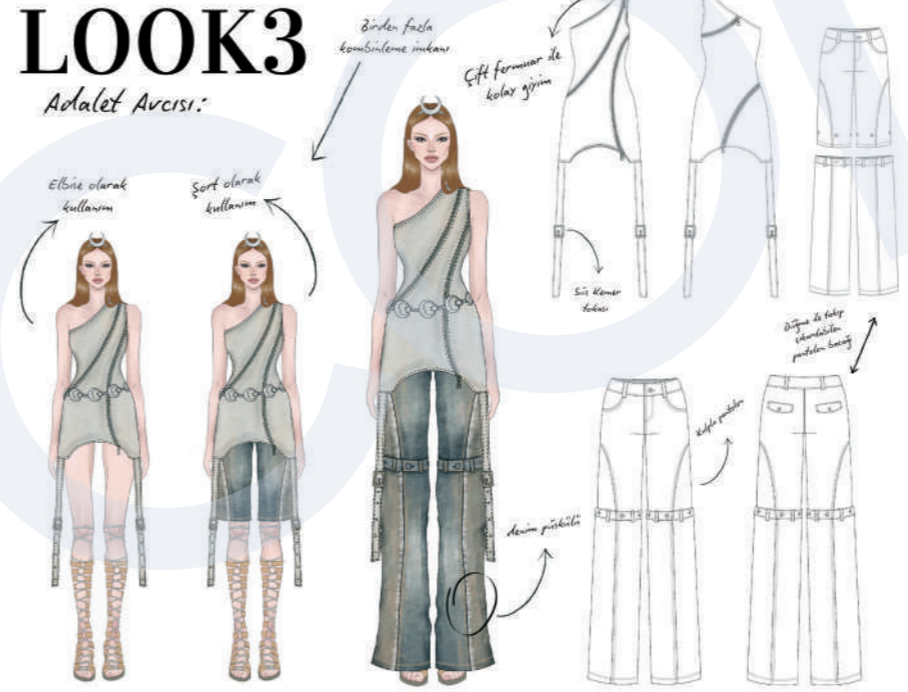 LOOK3
Adalet Avcısı:
Birden fazla
kombinleme imkanı
Çift fermuar ile
kolay giyim
Elbise olarak
kullanım
Şort olarak
kullanım
Süs kemer
tokası
Düğme ile takıp
çıkarılabilen
pantolon bacağı
pantolon
denim püskülü